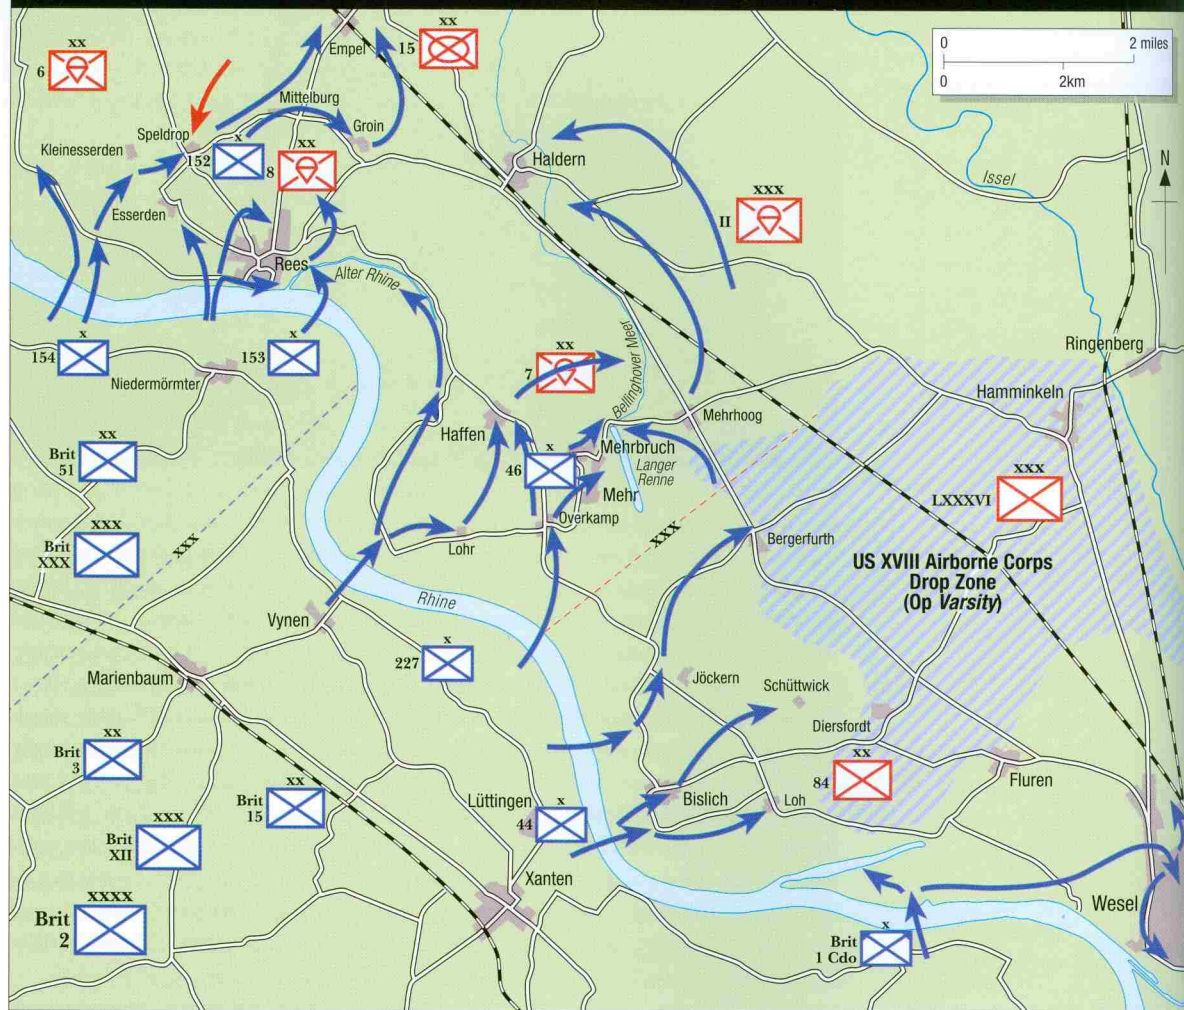 xx
6
Empel
15
xx
0
2 miles
0
2km
N
Mittelburg
Speldrop
Groin
Kleinesserden
152
x
8
xx
Haldern
Issel
Esserden
xxx
II
Rees
Alter Rhine
154
x
153
x
Niedermörmter
7
xx
Bellinghover Meer
Ringenberg
Hamminkeln
Mehrhoog
Haffen
Mehrbruch
Brit
51
xx
46
x
Langer
Renne
Mehr
xxx
LXXXVI
Overkamp
Brit
XXX
xxx
xxx
xxx
Lohr
Bergerfurth
US XVIII Airborne Corps
Drop Zone
(Op Varsity)
Rhine
Vynen
227
x
Marienbaum
Jöckern
Schüttwick
Diersfordt
Brit
3
xx
84
xx
Fluren
Brit
15
xx
Lüttingen
44
x
Bislich
Loh
Brit
XII
xxx
Xanten
Wesel
Brit
2
xxxx
Brit
1 Cdo
x